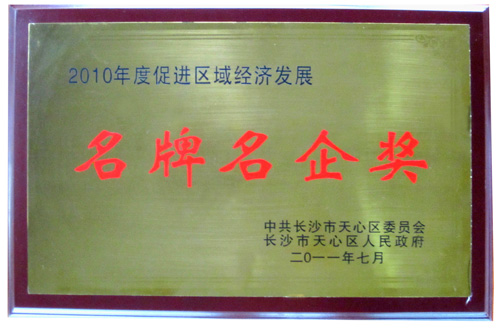 2010年度促进区域经济发展
名牌名企奖
中共长沙市天心区委员会
长沙市天心区人民政府
二〇一一年七月